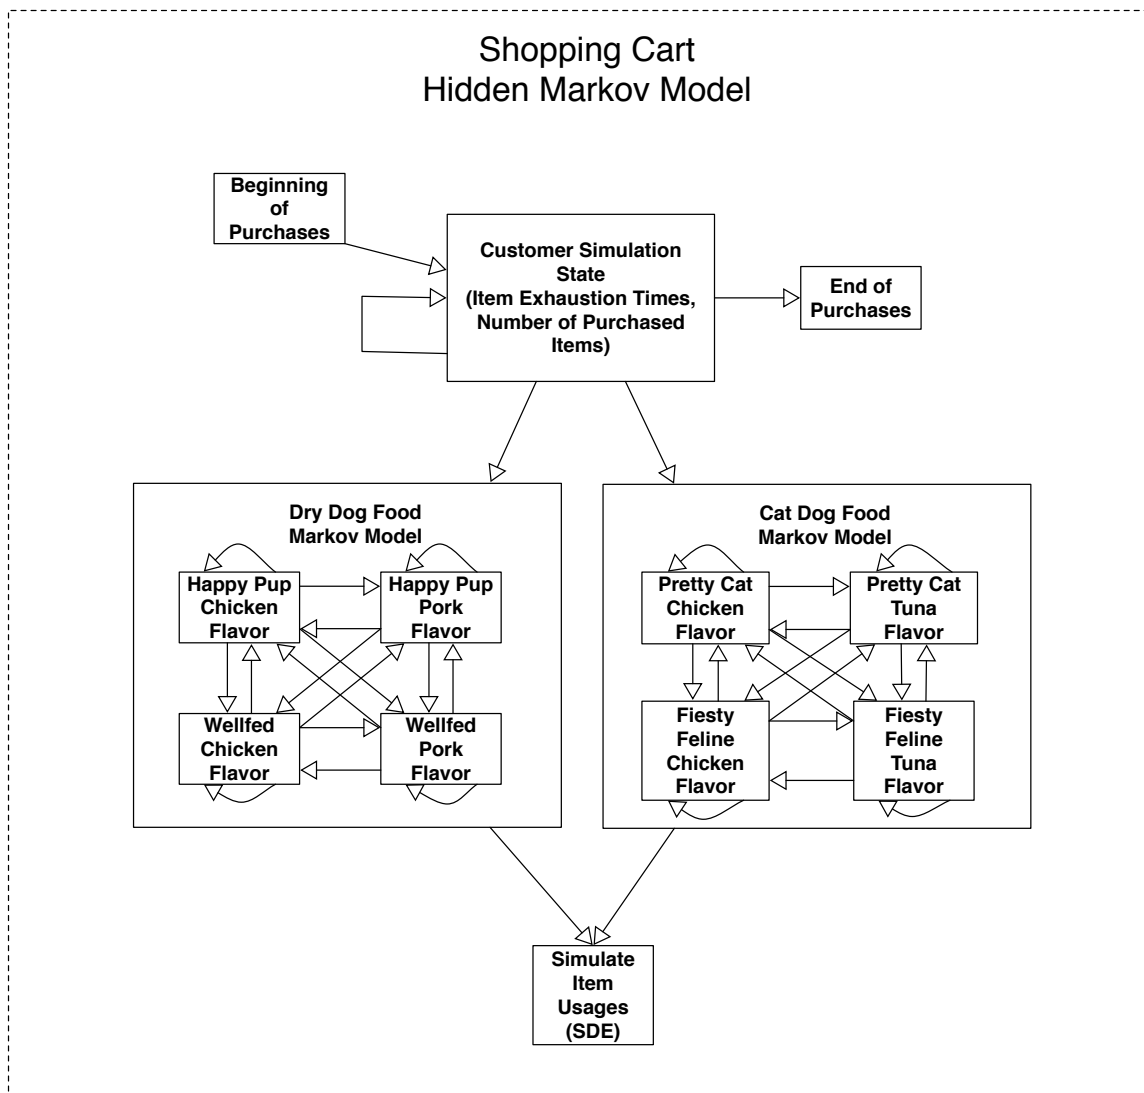 Shopping Cart
Hidden Markov Model
Beginning
of
Purchases
Customer Simulation
State
(Item Exhaustion Times,
Number of Purchased
Items)
End of
Purchases
Dry Dog Food
Markov Model
Happy Pup
Chicken
Flavor
Happy Pup
Pork
Flavor
Wellfed
Chicken
Flavor
Wellfed
Pork
Flavor
Cat Dog Food
Markov Model
Pretty Cat
Chicken
Flavor
Pretty Cat
Tuna
Flavor
Fiesty
Feline
Chicken
Flavor
Fiesty
Feline
Tuna
Flavor
Simulate
Item
Usages
(SDE)